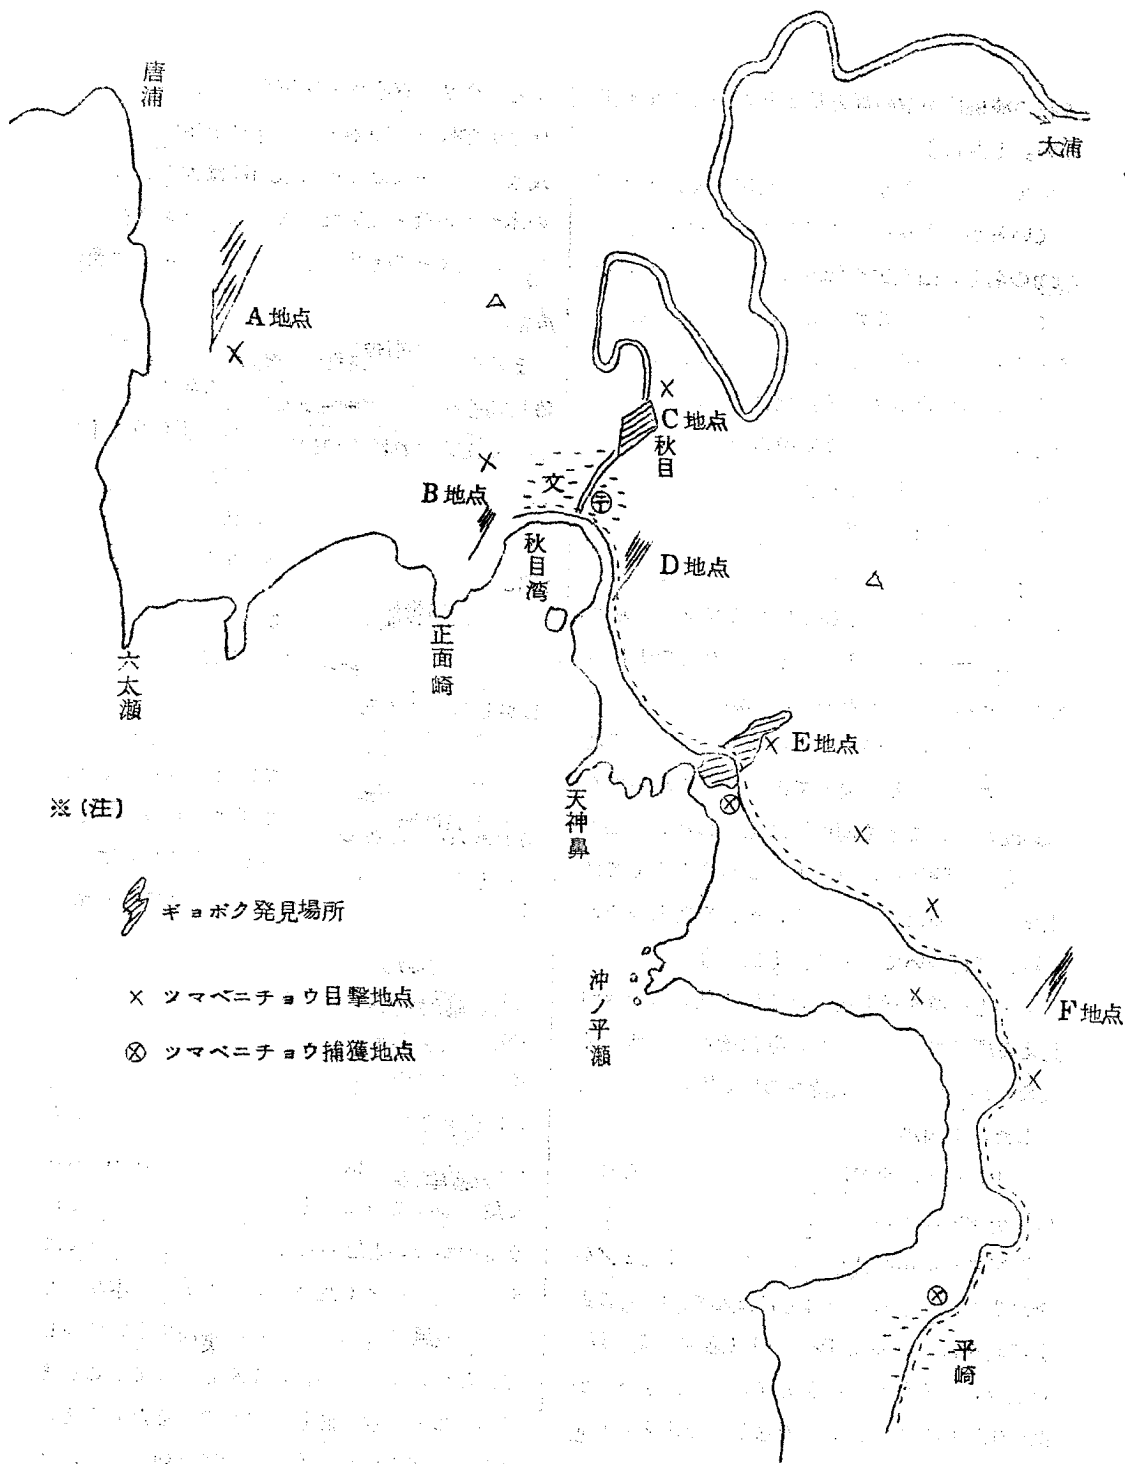 唐浦
大浦
A地点
C地点
秋目
B地点
文
〒
秋目湾
D地点
正面崎
六太瀬
E地点
天神鼻
※(注)
ギョボク発見場所
沖ノ平瀬
F地点
× ツマベニチョウ目撃地点
⊗ ツマベニチョウ捕獲地点
平崎